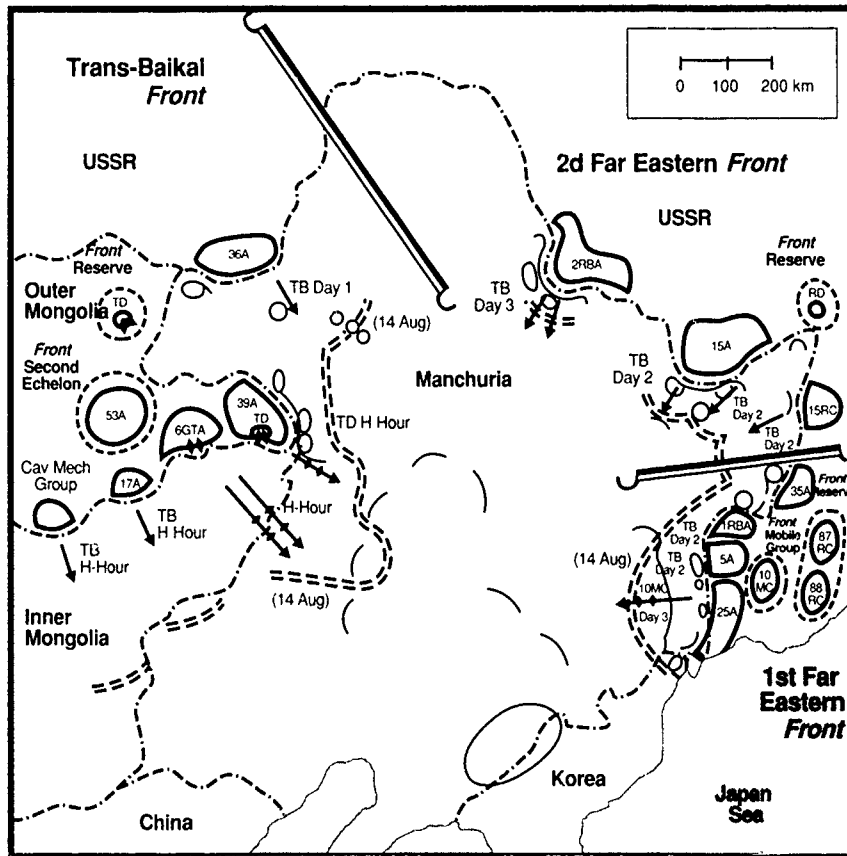 Trans-Baikal
Front
USSR
0 100 200 km
2d Far Eastern Front
USSR
Front
Reserve
RD
36A
2RBA
Front
Reserve
TB Day 1
TB
Day 3
Outer
Mongolia
TD
(14 Aug)
15A
Front
Second
Echelon
Manchuria
TB
Day 2
TB
Day 2
15RC
53A
39A
TD
6GTA
TD H Hour
TB
Day 2
Cav Mech
Group
17A
H-Hour
35A
Front
Reserve
TB
H-Hour
TB
H Hour
TB
Day 2
1RBA
Front
Mobile
Group
87
RC
(14 Aug)
TB
Day 2
5A
10
MC
88
RC
(14 Aug)
10MC
Day 3
25A
Inner
Mongolia
1st Far
Eastern
Front
Korea
Japan
Sea
China